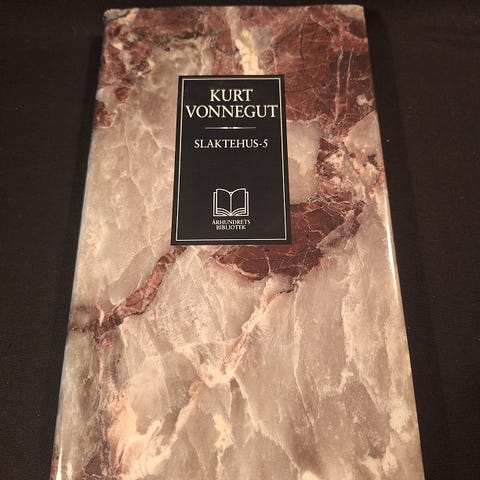 KURT
VONNEGUT
SLAKTEHUS-5
ÅRHUNDRETS
BIBLIOTEK